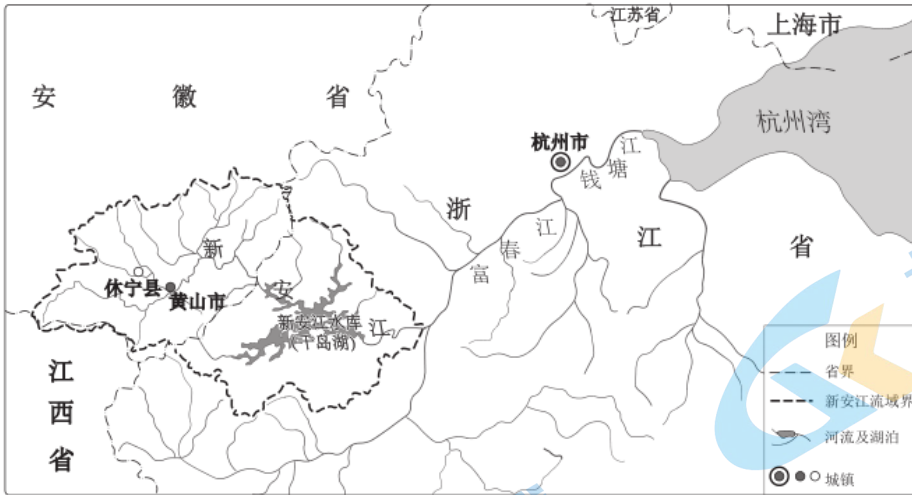 江苏省
上海市
安徽省
杭州湾
杭州市
钱塘江
浙江省
富春江
新安江
休宁县
黄山市
新安江水库
(千岛湖)
江西省
图例
省界
新安江流域界
河流及湖泊
城镇